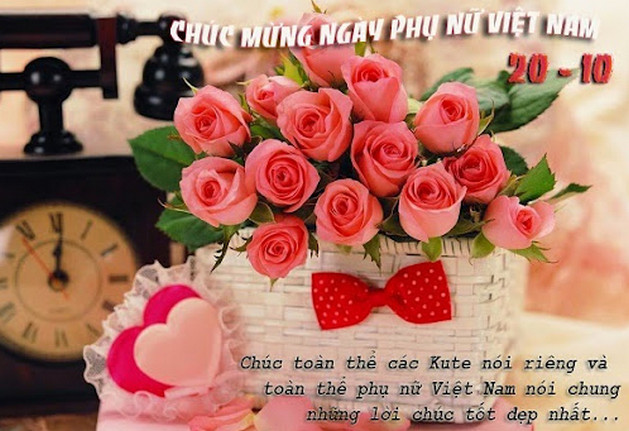 CHÚC MỪNG NGÀY PHỤ NỮ VIỆT NAM
20 - 10
Chúc toàn thể các Kute nói riêng và
toàn thể phụ nữ Việt Nam nói chung
những lời chúc tốt đẹp nhất...